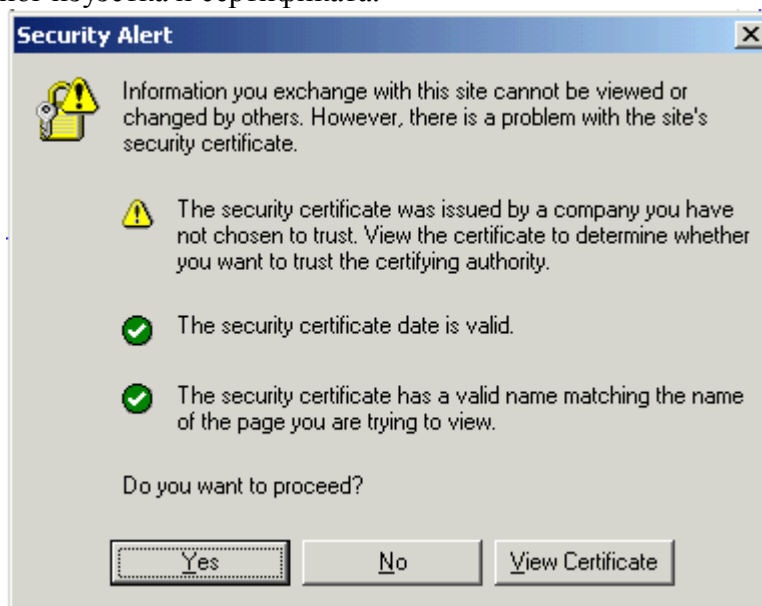 сертификата.
Security Alert
Information you exchange with this site cannot be viewed or
changed by others. However, there is a problem with the site's
security certificate.
The security certificate was issued by a company you have
not chosen to trust. View the certificate to determine whether
you want to trust the certifying authority.
The security certificate date is valid.
The security certificate has a valid name matching the name
of the page you are trying to view.
Do you want to proceed?
Yes
No
View Certificate